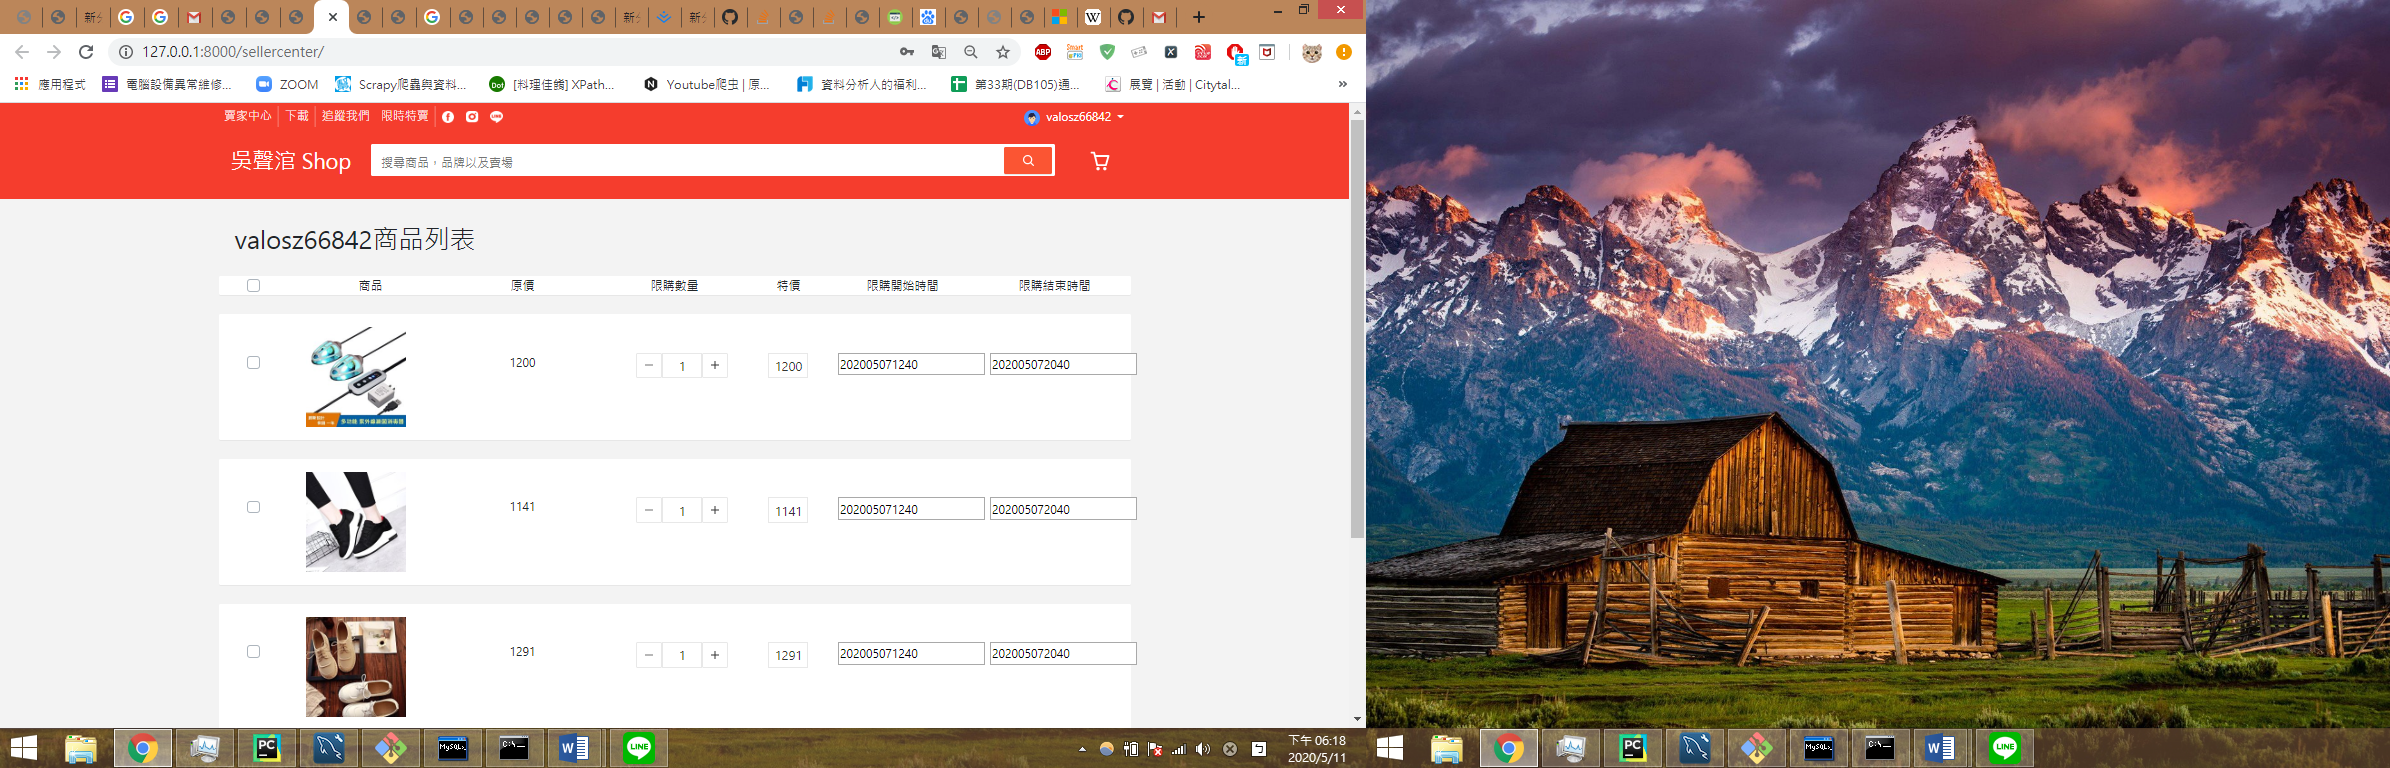 新分
新分
新分
127.0.0.1:8000/sellercenter/
應用程式
電腦設備異常維修...
ZOOM
Scrapy爬蟲與資料...
[料理佳餚] XPath...
Youtube爬虫 | 原...
資料分析人的福利...
第33期(DB105)通...
展覽 | 活動 | Citytal...
»
賣家中心 下載 追蹤我們 限時特賣
valosz66842
吳聲涫 Shop
搜尋商品，品牌以及賣場
valosz66842商品列表
商品 原價 限購數量 特價 限購開始時間 限購結束時間
1200 1 1200 202005071240 202005072040
1141 1 1141 202005071240 202005072040
1291 1 1291 202005071240 202005072040
下午 06:18
2020/5/11